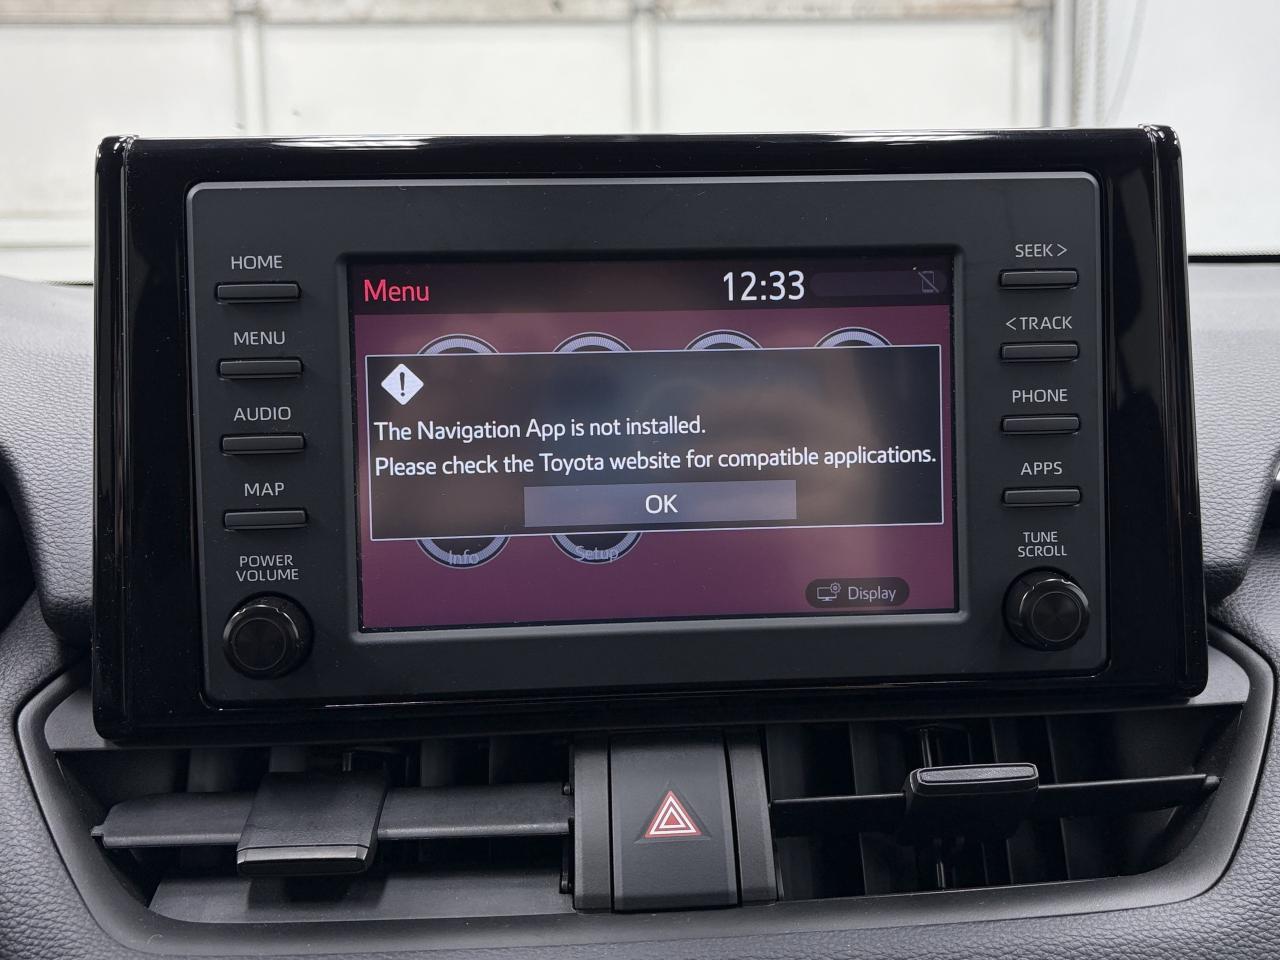 HOME
MENU
AUDIO
MAP
POWER
VOLUME
Menu
12:33
The Navigation App is not installed.
Please check the Toyota website for compatible applications.
OK
Info
Setup
Display
SEEK >
< TRACK
PHONE
APPS
TUNE
SCROLL